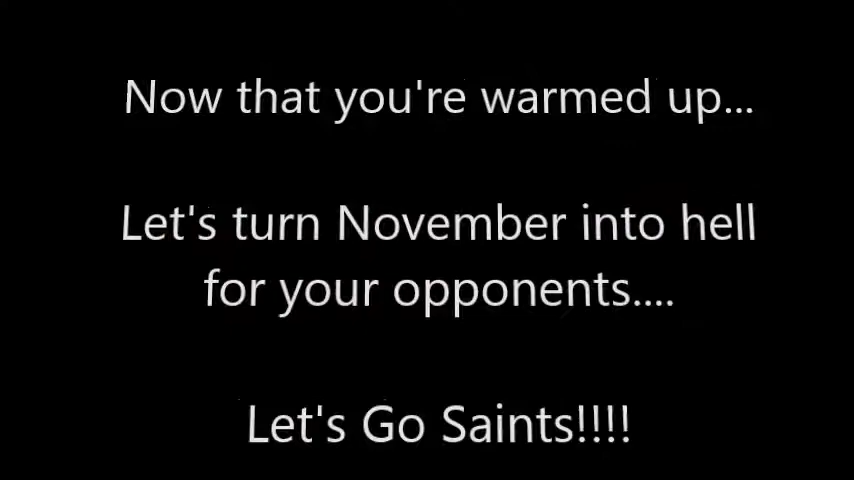 Now that you're warmed up...
Let's turn November into hell
for your opponents....
Let's Go Saints!!!!